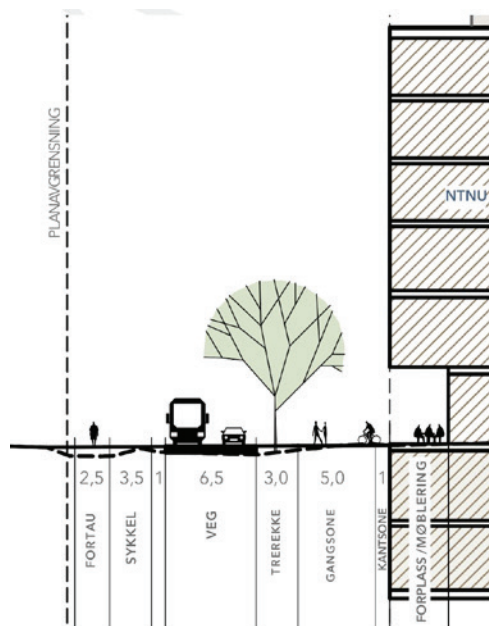 PLANAVGRENSNING
NTNU
2,5
3,5
1
6,5
3,0
5,0
1
FORTAU
SYKKEL
VEG
TREREKKE
GANGSONE
KANTSONE
FORPLASS /MØBLERING